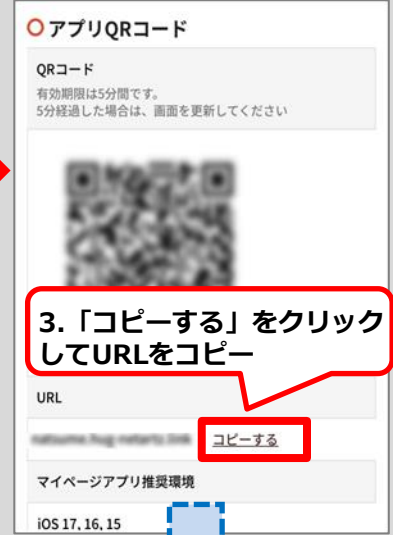 アプリQRコード
QRコード
有効期限は5分間です。
5分経過した場合は、画面を更新してください
3.「コピーする」をクリック
してURLをコピー
URL
コピーする
マイページアプリ推奨環境
iOS 17, 16, 15